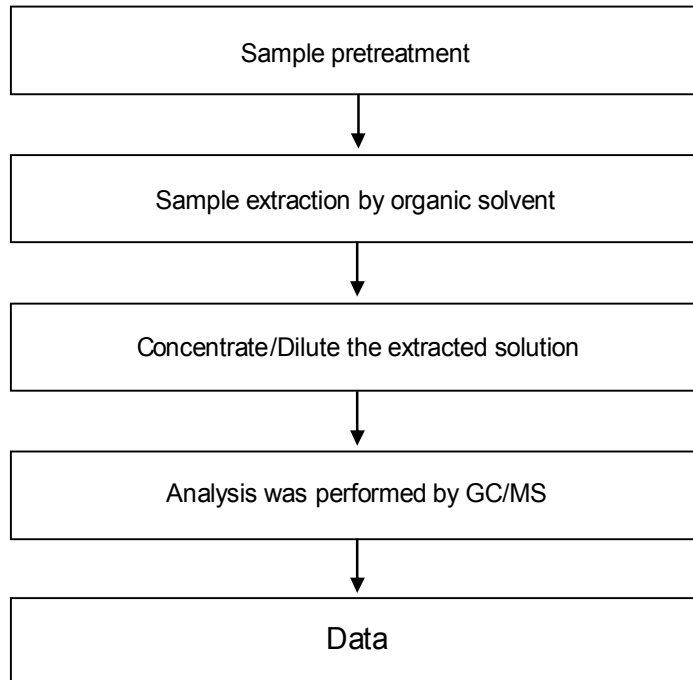 Sample pretreatment
Sample extraction by organic solvent
Concentrate/Dilute the extracted solution
Analysis was performed by GC/MS
Data